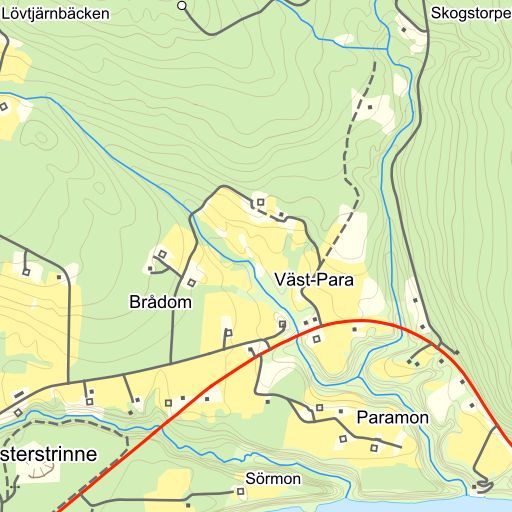 Lövtjärnbäcken
Skogstorpe
Väst-Para
Brådom
Paramon
sterstrinne
Sörmon